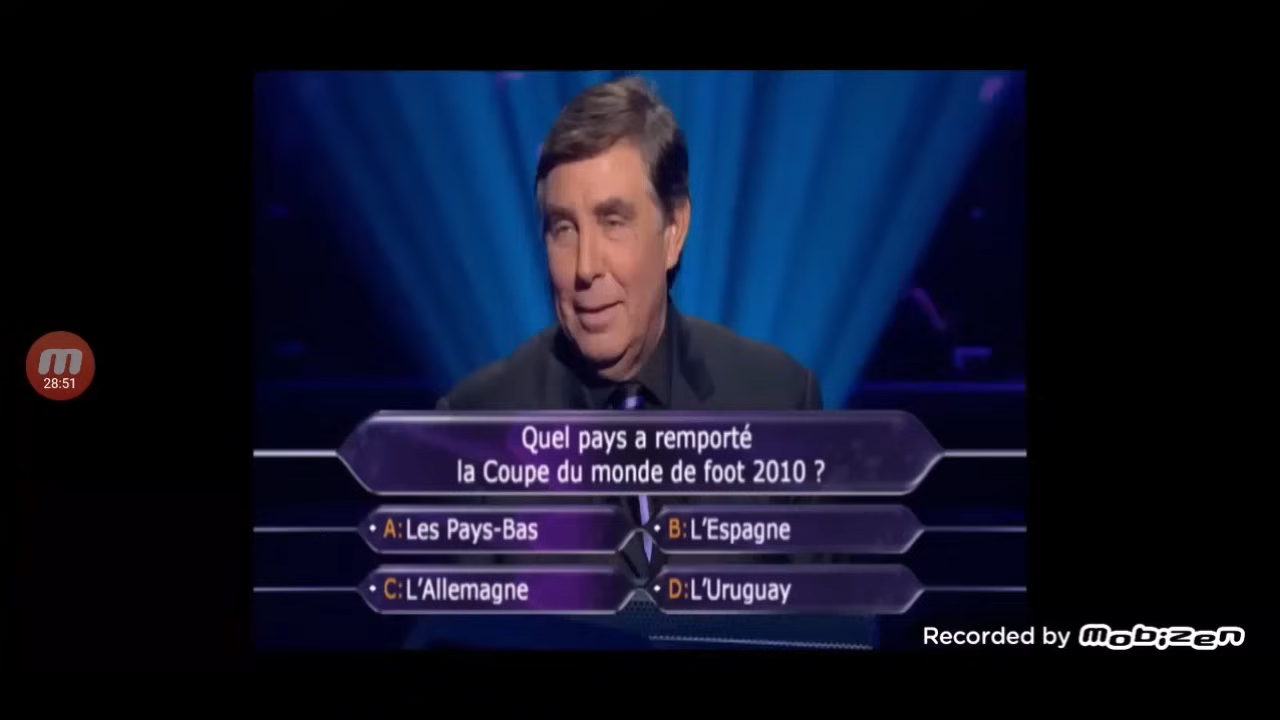 Quel pays a remporté
la Coupe du monde de foot 2010 ?
A: Les Pays-Bas
B: L'Espagne
C: L'Allemagne
D: L'Uruguay
28:51
Recorded by mobizen